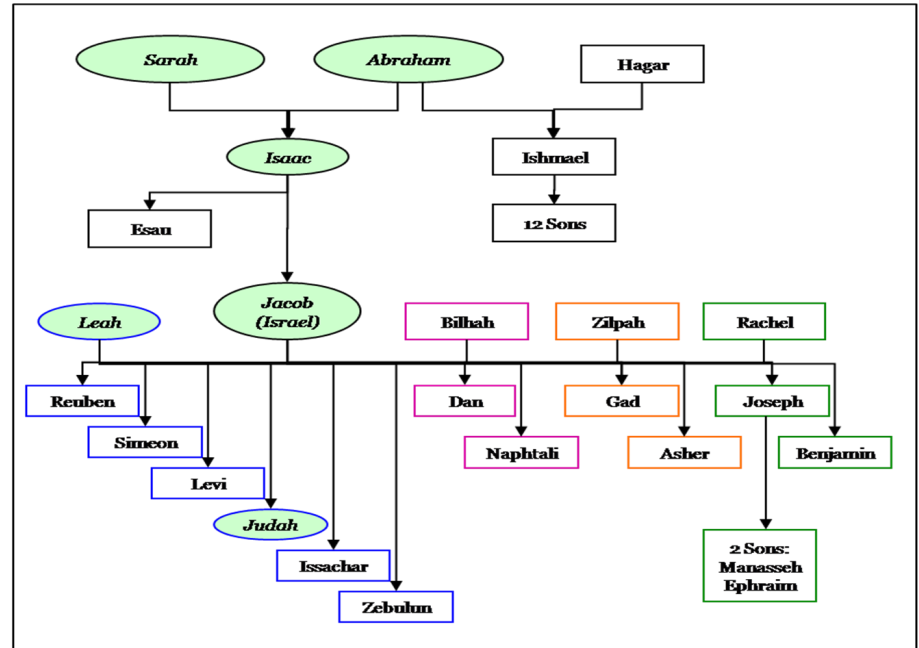 Sarah
Abraham
Hagar
Isaac
Ishmael
Esau
12 Sons
Leah
Jacob
(Israel)
Bilhah
Zilpah
Rachel
Reuben
Dan
Gad
Joseph
Simeon
Naphtali
Asher
Benjamin
Levi
Judah
Issachar
2 Sons:
Manasseh
Ephraim
Zebulun